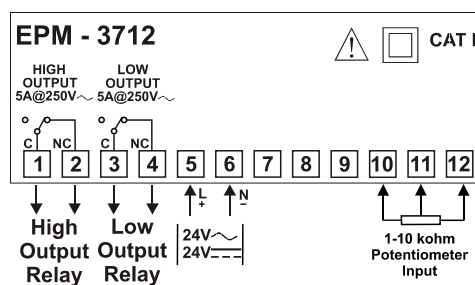 EPM - 3712
CAT
HIGH OUTPUT 5A@250V
LOW OUTPUT 5A@250V
C NC C NC
1 2 3 4 5 6 7 8 9 10 11 12
L + N -
High Output Relay
Low Output Relay
24V
24V
1-10 kohm
Potentiometer
Input